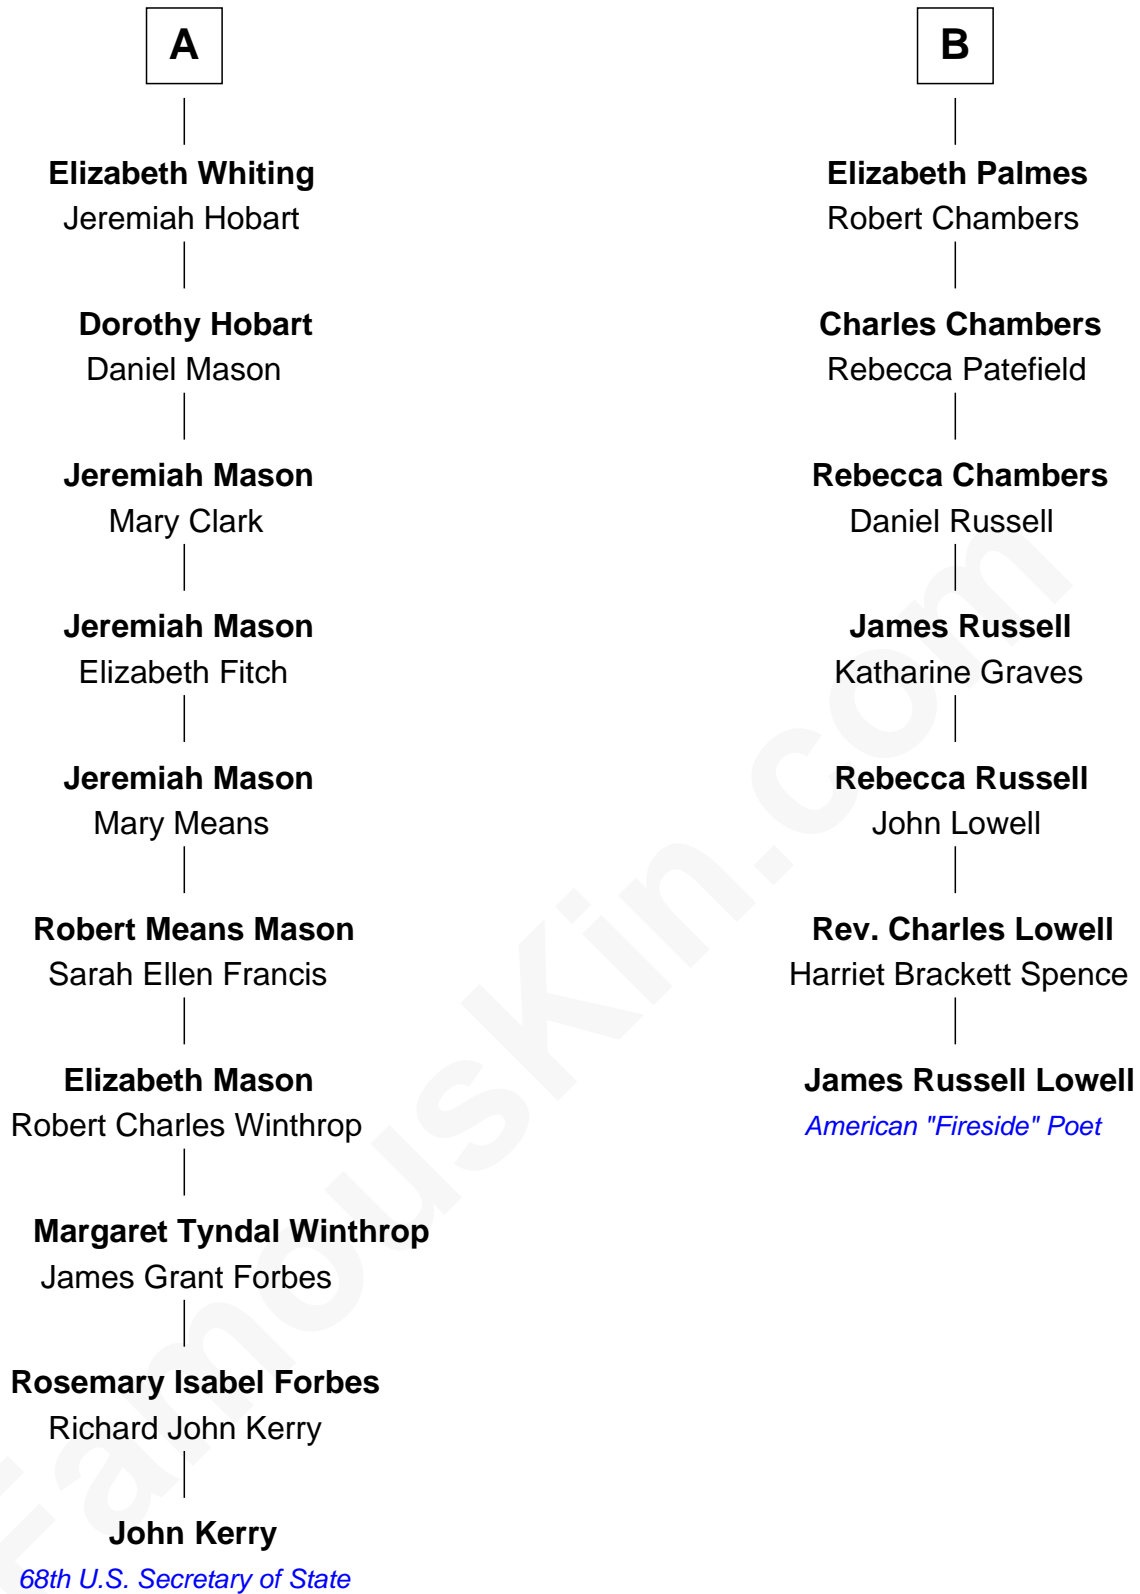 A
Elizabeth Whiting
Jeremiah Hobart
Dorothy Hobart
Daniel Mason
Jeremiah Mason
Mary Clark
Jeremiah Mason
Elizabeth Fitch
Jeremiah Mason
Mary Means
Robert Means Mason
Sarah Ellen Francis
Elizabeth Mason
Robert Charles Winthrop
Margaret Tyndal Winthrop
James Grant Forbes
Rosemary Isabel Forbes
Richard John Kerry
John Kerry
68th U.S. Secretary of State
B
Elizabeth Palmes
Robert Chambers
Charles Chambers
Rebecca Patefield
Rebecca Chambers
Daniel Russell
James Russell
Katharine Graves
Rebecca Russell
John Lowell
Rev. Charles Lowell
Harriet Brackett Spence
James Russell Lowell
American "Fireside" Poet
FamousKin.com